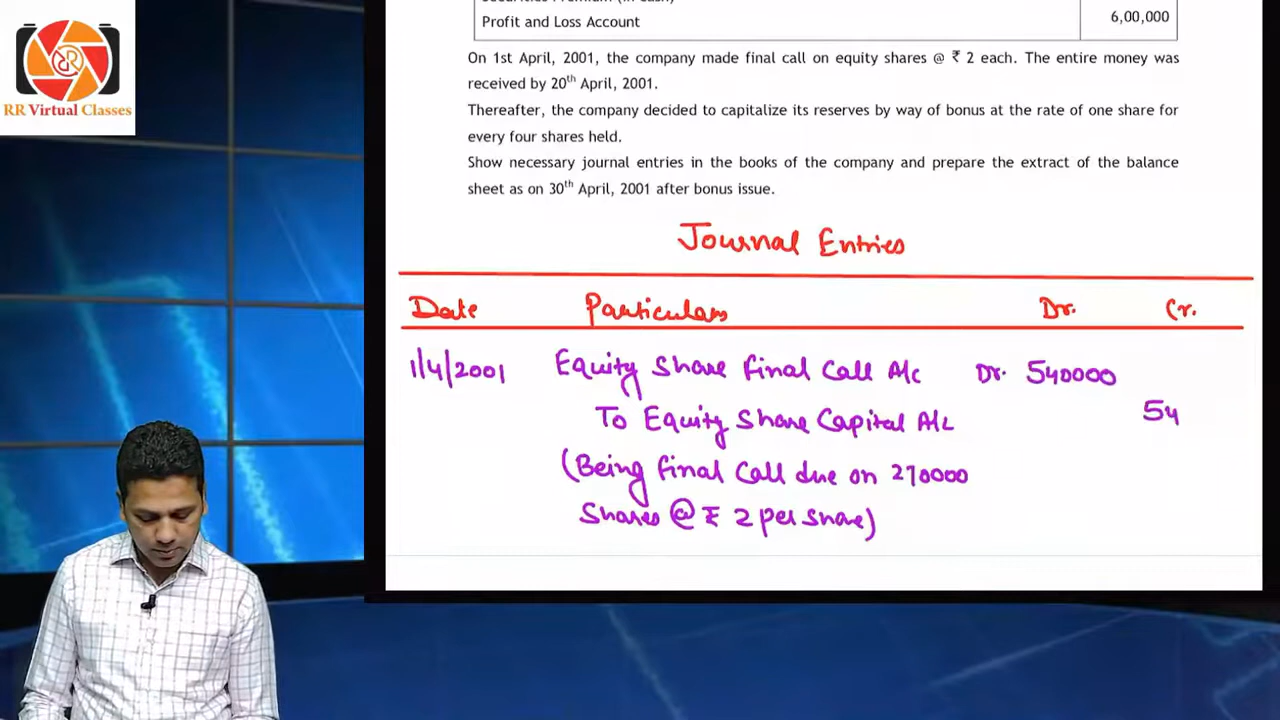 RR Virtual Classes
Securities Premium (in cash)
Profit and Loss Account 6,00,000
On 1st April, 2001, the company made final call on equity shares @ ₹ 2 each. The entire money was
received by 20th April, 2001.
Thereafter, the company decided to capitalize its reserves by way of bonus at the rate of one share for
every four shares held.
Show necessary journal entries in the books of the company and prepare the extract of the balance
sheet as on 30th April, 2001 after bonus issue.
Journal Entries
Date Particulars Dr. Cr.
1/4/2001 Equity Share Final Call A/c Dr. 540000
To Equity Share Capital A/c 54
(Being Final Call due on 270000
Shares @ ₹ 2 per share)